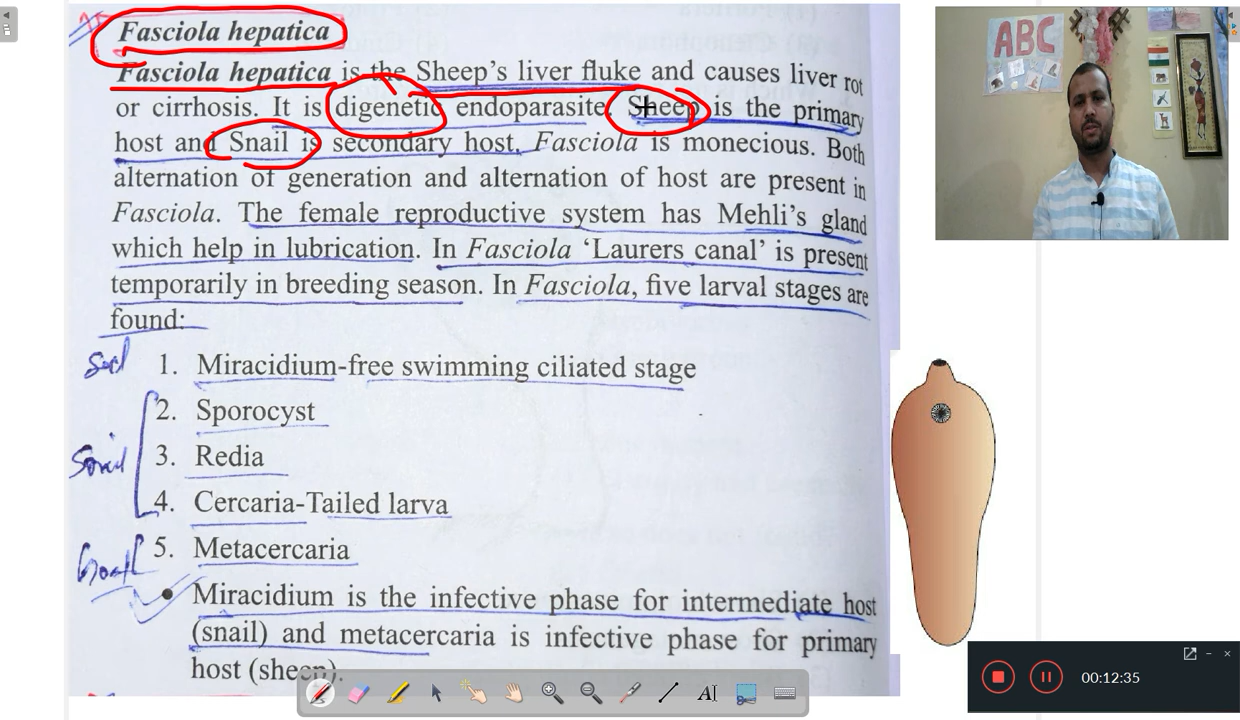 Fasciola hepatica
Fasciola hepatica is the Sheep's liver fluke and causes liver rot
or cirrhosis. It is digenetic endoparasite. Sheep is the primary
host and Snail is secondary host. Fasciola is monecious. Both
alternation of generation and alternation of host are present in
Fasciola. The female reproductive system has Mehli's gland
which help in lubrication. In Fasciola 'Laurers canal' is present
temporarily in breeding season. In Fasciola, five larval stages are
found:
1. Miracidium-free swimming ciliated stage
2. Sporocyst
Snail
3. Redia
4. Cercaria-Tailed larva
5. Metacercaria
• Miracidium is the infective phase for intermediate host
(snail) and metacercaria is infective phase for primary
host (sheep).
ABC
00:12:35
AI